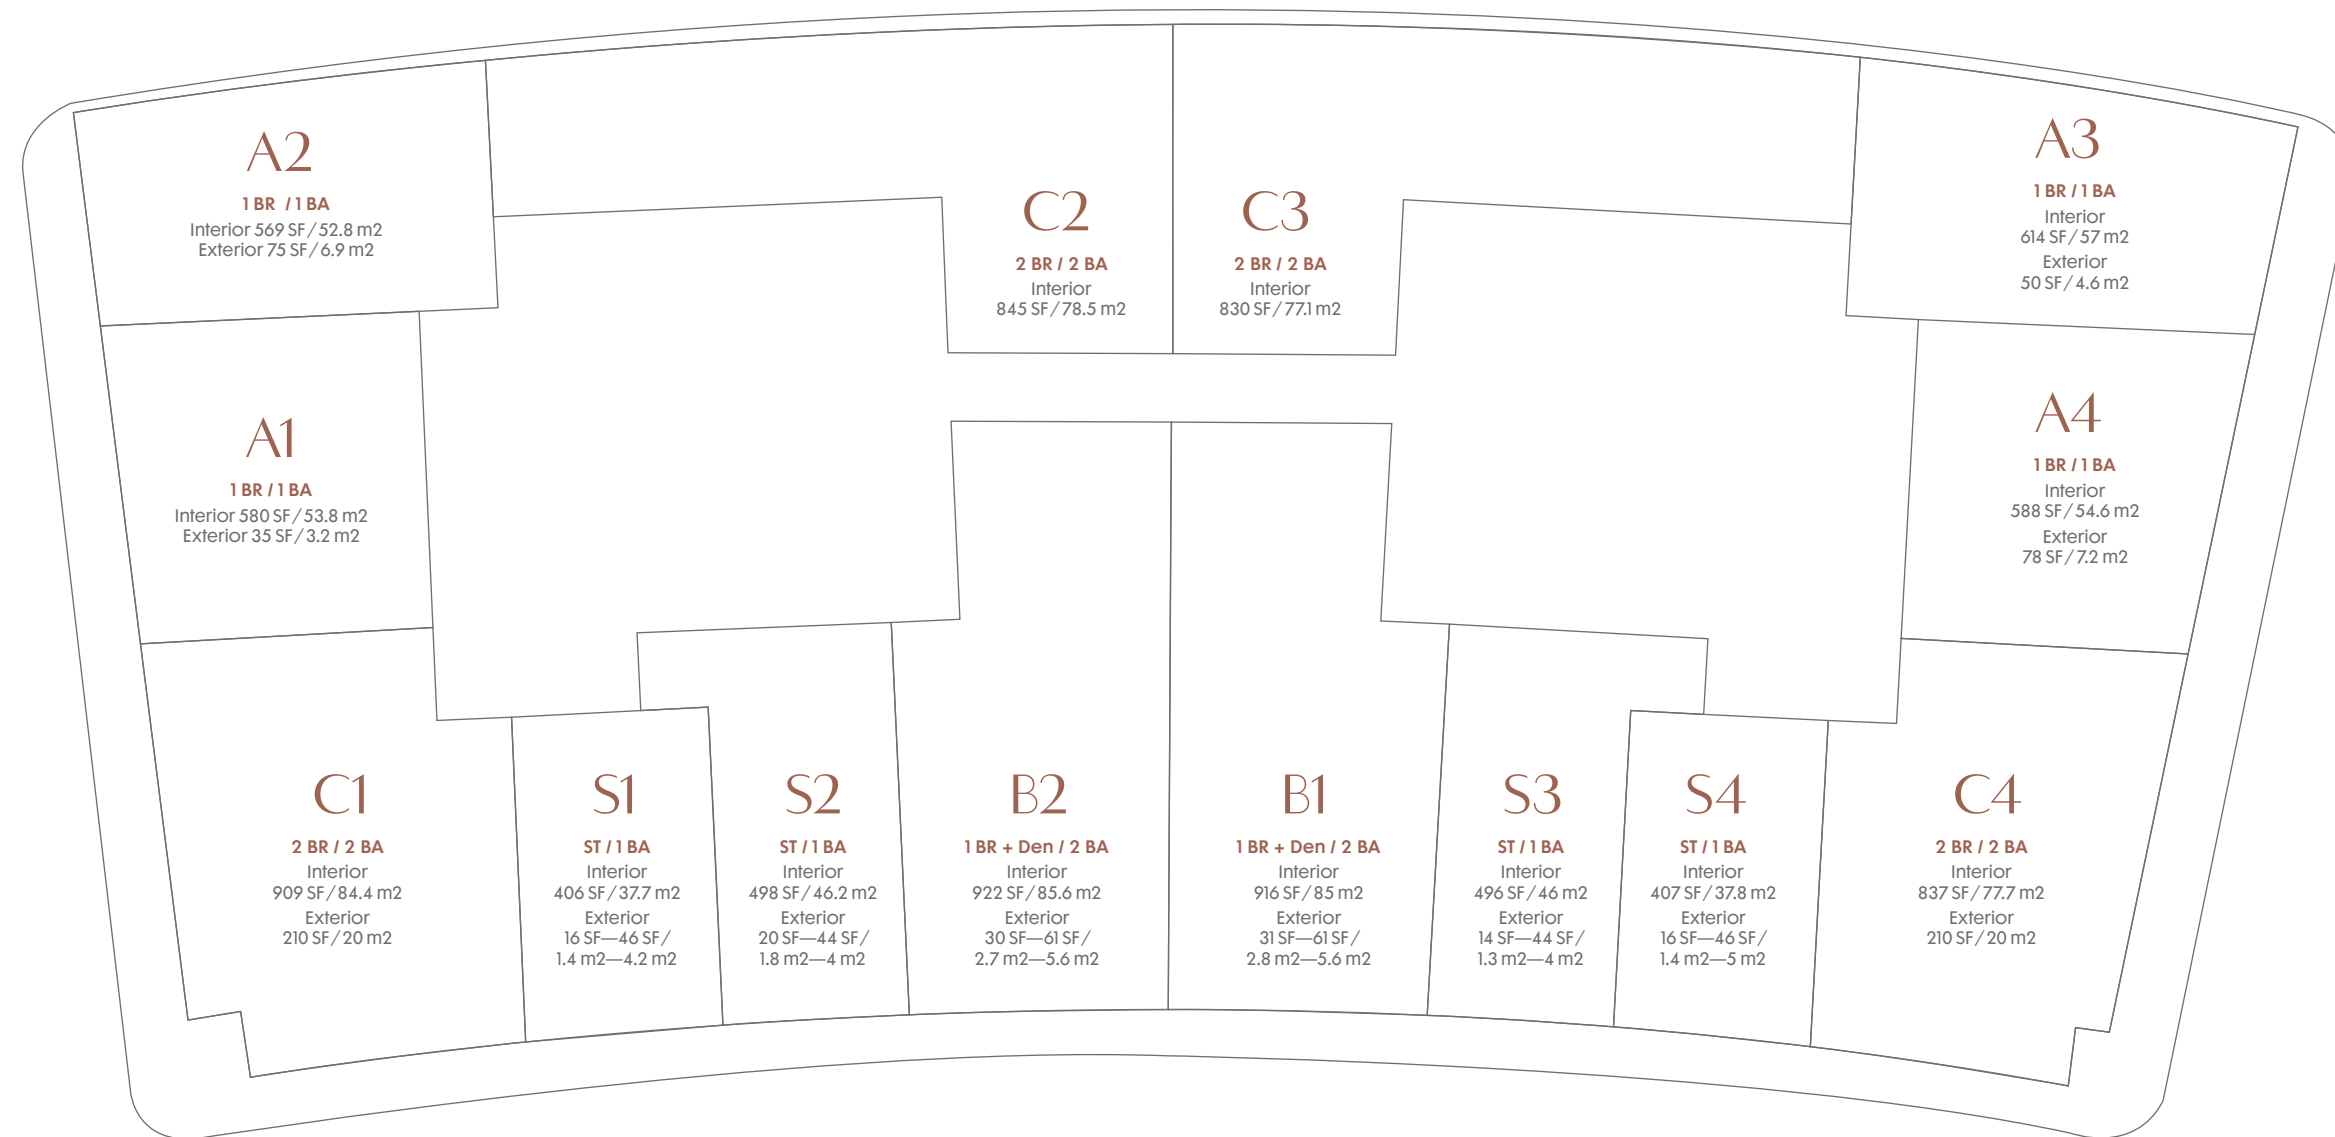 A2
1 BR / 1 BA
Interior 569 SF/52.8 m2
Exterior 75 SF/6.9 m2
C2
2 BR / 2 BA
Interior
845 SF/78.5 m2
C3
2 BR / 2 BA
Interior
830 SF/77.1 m2
A3
1 BR / 1 BA
Interior
614 SF/57 m2
Exterior
50 SF/4.6 m2
A1
1 BR / 1 BA
Interior 580 SF/53.8 m2
Exterior 35 SF/3.2 m2
A4
1 BR / 1 BA
Interior
588 SF/54.6 m2
Exterior
78 SF/7.2 m2
C1
2 BR / 2 BA
Interior
909 SF/84.4 m2
Exterior
210 SF/20 m2
S1
ST / 1 BA
Interior
406 SF/37.7 m2
Exterior
16 SF—46 SF/
1.4 m2—4.2 m2
S2
ST / 1 BA
Interior
498 SF/46.2 m2
Exterior
20 SF—44 SF/
1.8 m2—4 m2
B2
1 BR + Den / 2 BA
Interior
922 SF/85.6 m2
Exterior
30 SF—61 SF/
2.7 m2—5.6 m2
B1
1 BR + Den / 2 BA
Interior
916 SF/85 m2
Exterior
31 SF—61 SF/
2.8 m2—5.6 m2
S3
ST / 1 BA
Interior
496 SF/46 m2
Exterior
14 SF—44 SF/
1.3 m2—4 m2
S4
ST / 1 BA
Interior
407 SF/37.8 m2
Exterior
16 SF—46 SF/
1.4 m2—5 m2
C4
2 BR / 2 BA
Interior
837 SF/77.7 m2
Exterior
210 SF/20 m2